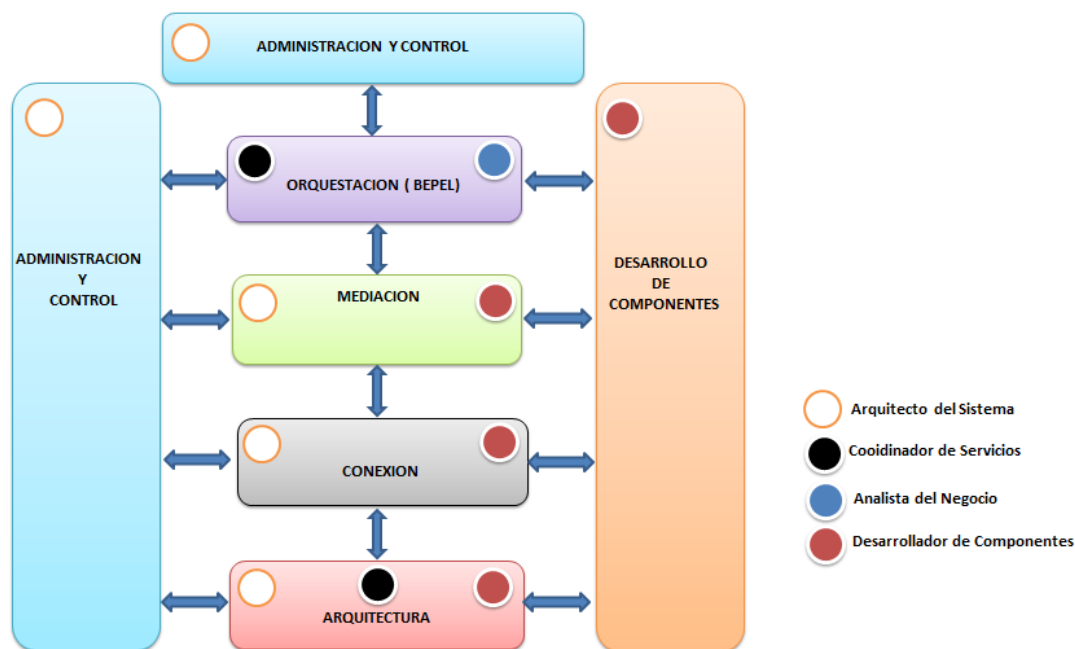 ADMINISTRACION Y CONTROL
ORQUESTACION ( BEPEL)
ADMINISTRACION
Y
CONTROL
DESARROLLO
DE
COMPONENTES
MEDIACION
CONEXION
ARQUITECTURA
Arquitecto del Sistema
Cooidinador de Servicios
Analista del Negocio
Desarrollador de Componentes